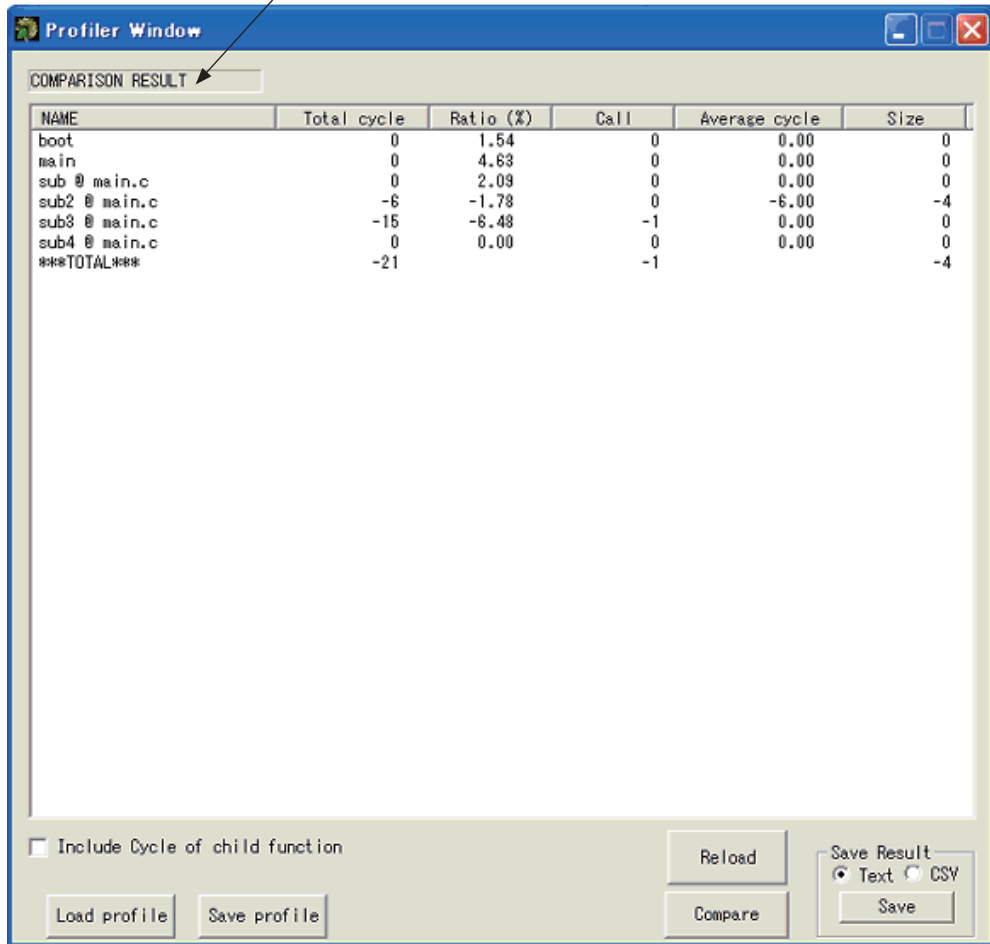 Profiler Window
COMPARISON RESULT
NAME Total cycle Ratio (%) Call Average cycle Size
boot 0 1.54 0 0.00 0
main 0 4.63 0 0.00 0
sub @ main.c 0 2.09 0 0.00 0
sub2 @ main.c -6 -1.78 0 -6.00 -4
sub3 @ main.c -15 -6.48 -1 0.00 0
sub4 @ main.c 0 0.00 0 0.00 0
***TOTAL*** -21 -1 -4
Include Cycle of child function
Reload
Save Result
Text CSV
Load profile Save profile Compare Save